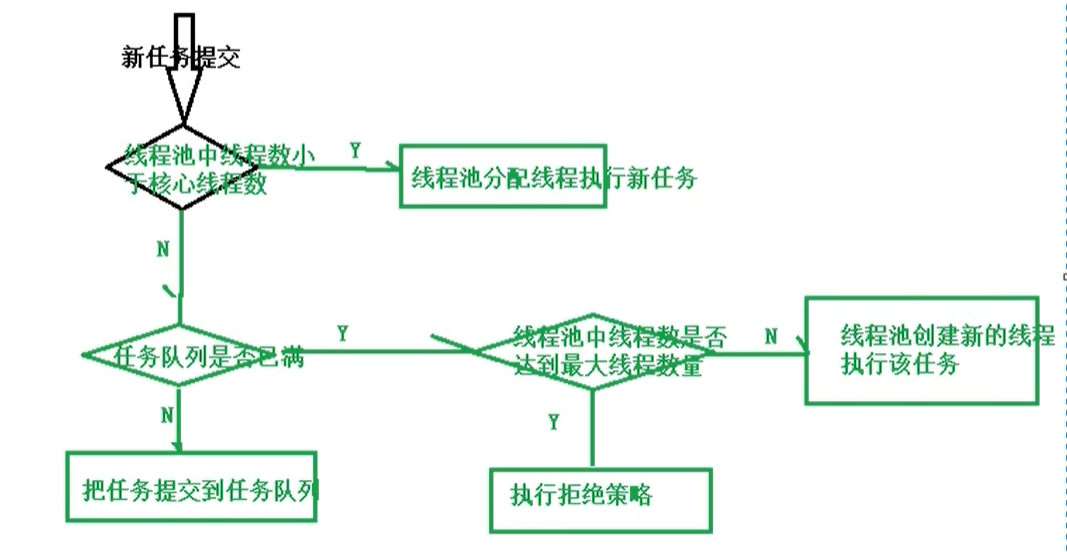 新任务提交
线程池中线程数小
于核心线程数
Y
线程池分配线程执行新任务
N
任务队列是否已满
Y
线程池中线程数是否
达到最大线程数量
N
线程池创建新的线程
执行该任务
N
Y
把任务提交到任务队列
执行拒绝策略